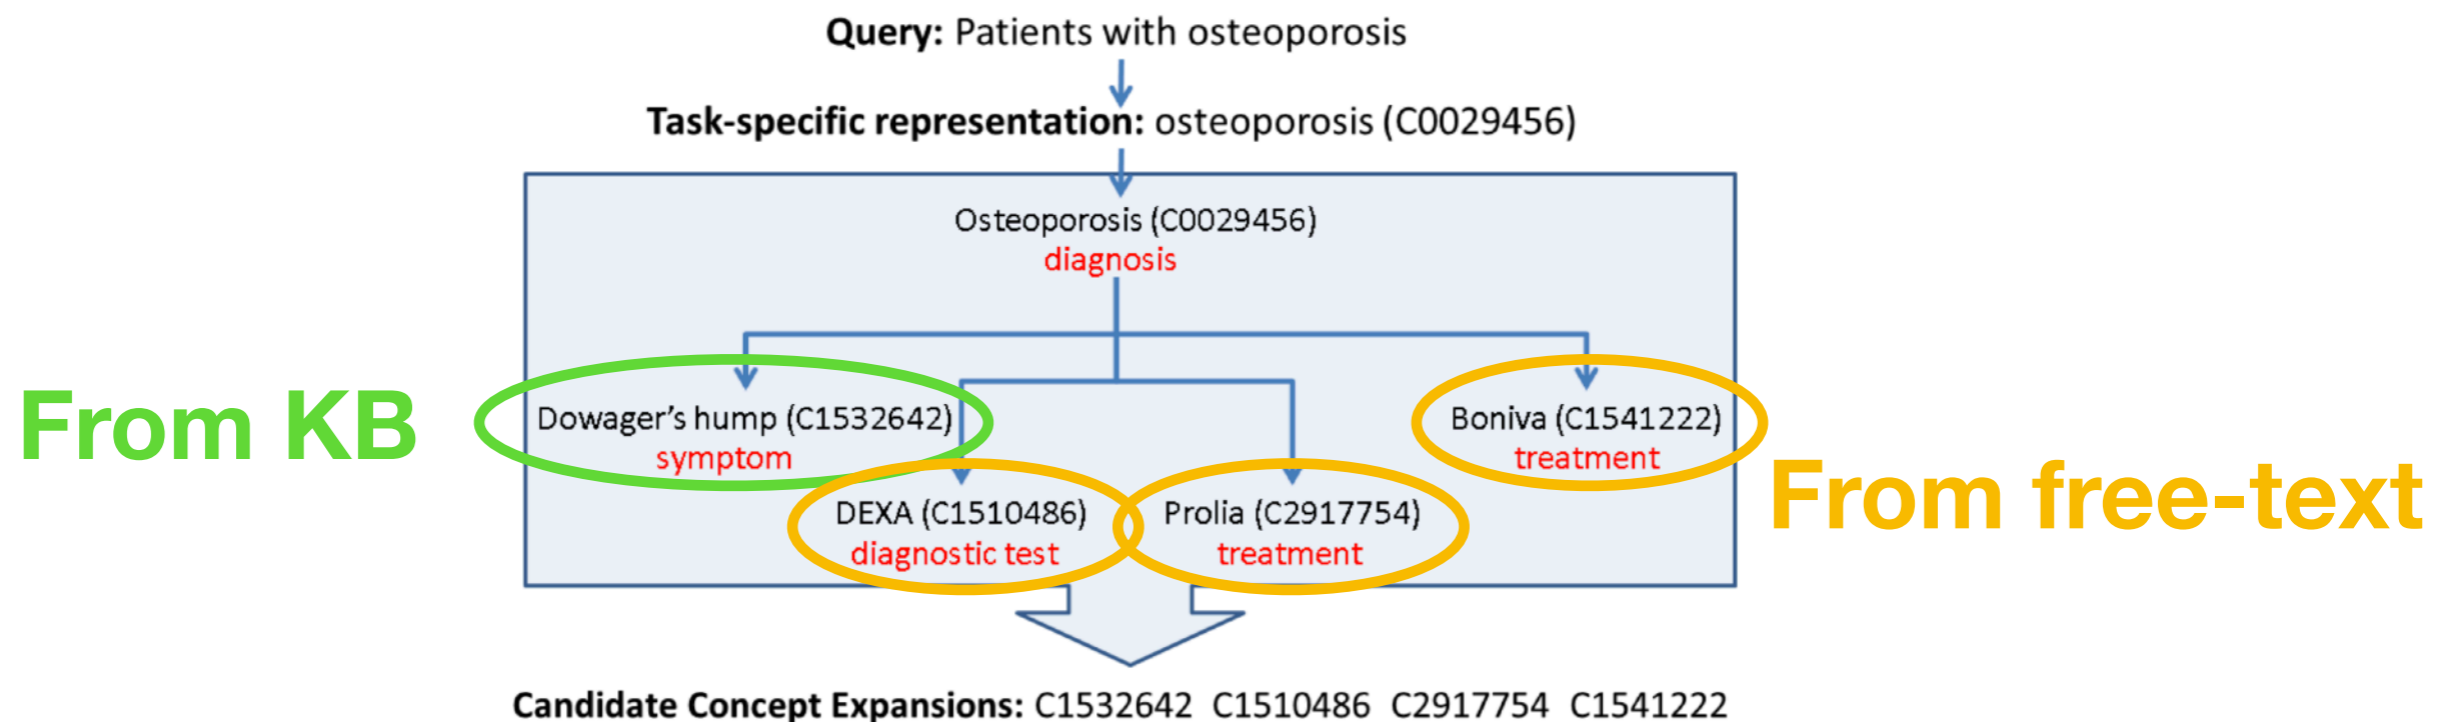 Query: Patients with osteoporosis
Task-specific representation: osteoporosis (C0029456)
Osteoporosis (C0029456)
diagnosis
From KB
Dowager's hump (C1532642)
symptom
Boniva (C1541222)
treatment
From free-text
DEXA (C1510486)
diagnostic test
Prolia (C2917754)
treatment
Candidate Concept Expansions: C1532642 C1510486 C2917754 C1541222